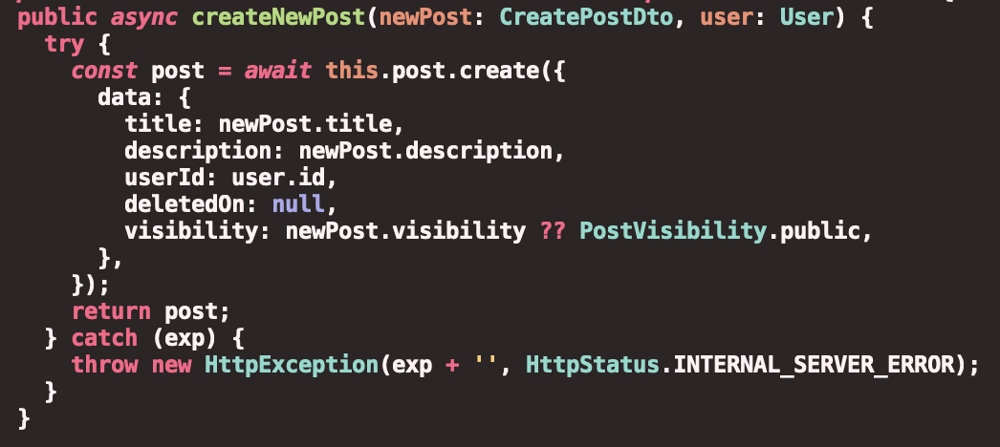 public async createNewPost(newPost: CreatePostDto, user: User) {
  try {
    const post = await this.post.create({
      data: {
        title: newPost.title,
        description: newPost.description,
        userId: user.id,
        deletedOn: null,
        visibility: newPost.visibility ?? PostVisibility.public,
      },
    });
    return post;
  } catch (exp) {
    throw new HttpException(exp + '', HttpStatus.INTERNAL_SERVER_ERROR);
  }
}